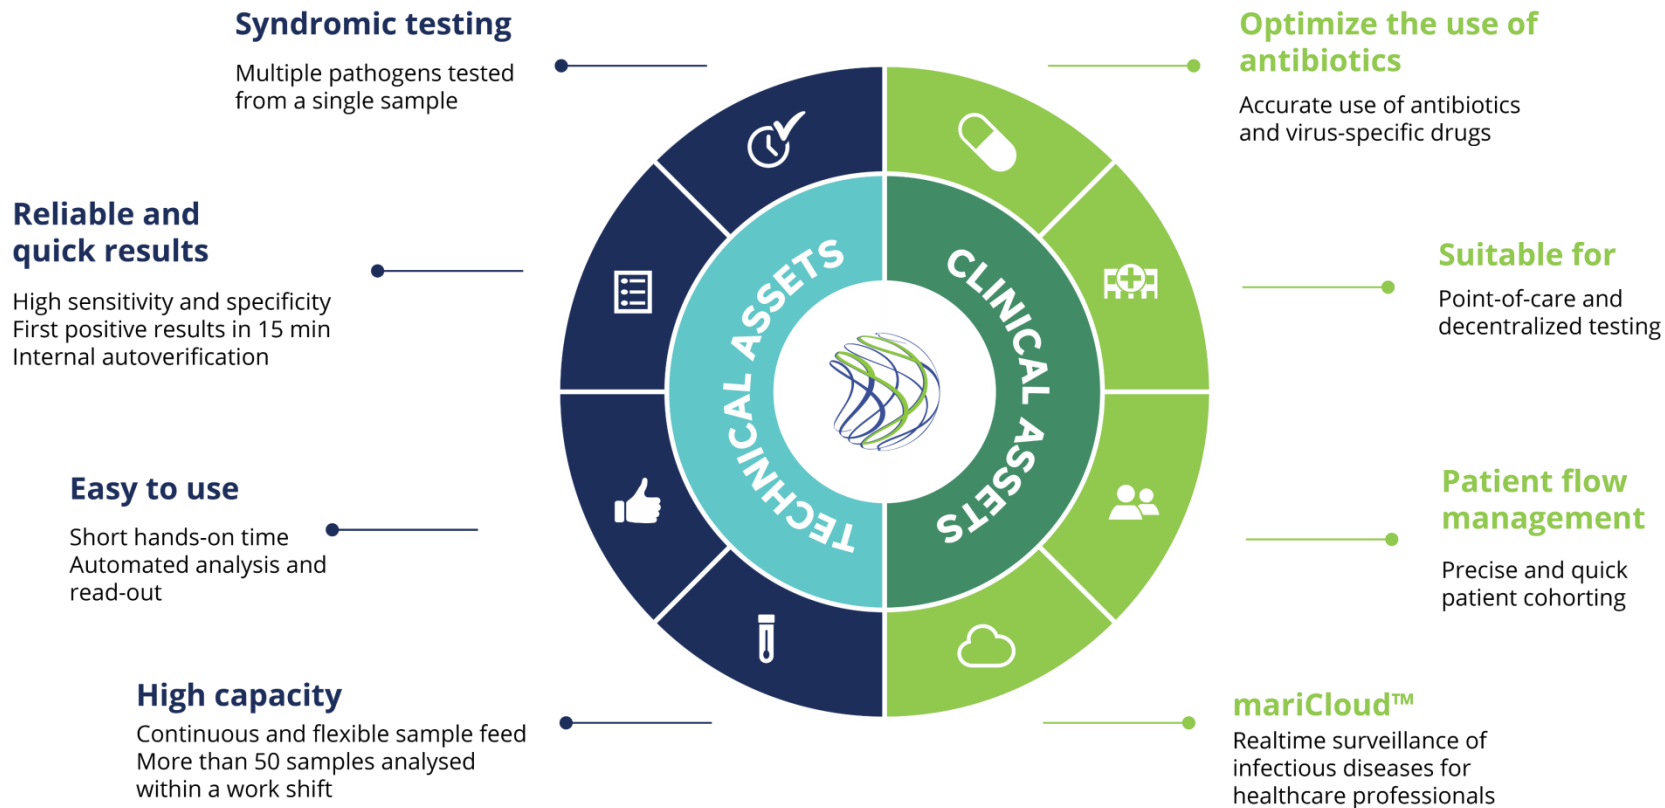 Syndromic testing
Multiple pathogens tested
from a single sample
Reliable and
quick results
High sensitivity and specificity
First positive results in 15 min
Internal autoverification
Easy to use
Short hands-on time
Automated analysis and
read-out
High capacity
Continuous and flexible sample feed
More than 50 samples analysed
within a work shift
TECHNICAL ASSETS
CLINICAL ASSETS
Optimize the use of
antibiotics
Accurate use of antibiotics
and virus-specific drugs
Suitable for
Point-of-care and
decentralized testing
Patient flow
management
Precise and quick
patient cohorting
mariCloud™
Realtime surveillance of
infectious diseases for
healthcare professionals